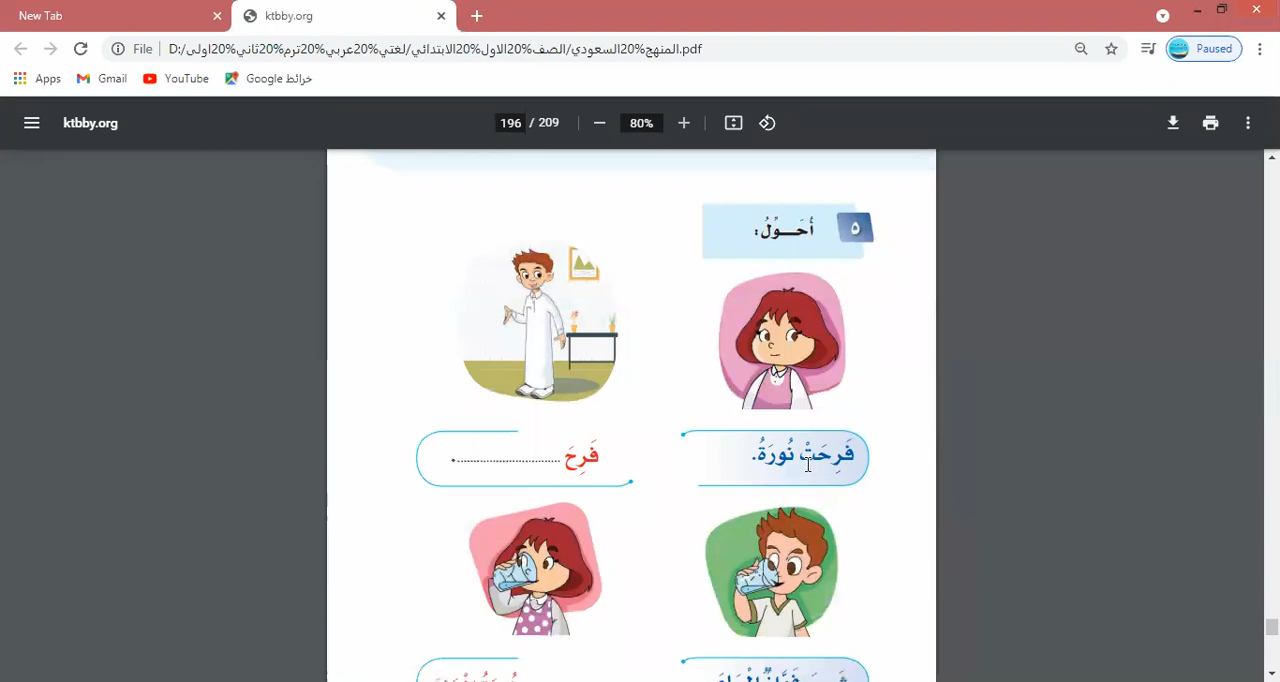 New Tab
ktbby.org
File
D:/المنهج%20السعودي/الصف%20الاول%20الابتدائي/لغتي%20عربي%20ترم%20ثاني%20اولى.pdf
Paused
Apps
Gmail
YouTube
خرائط Google
ktbby.org
196 / 209
80%
٥ أُحَـــوِّلُ:
فَرِحَتْ نُورَةُ.
فَرِحَ ............................ .